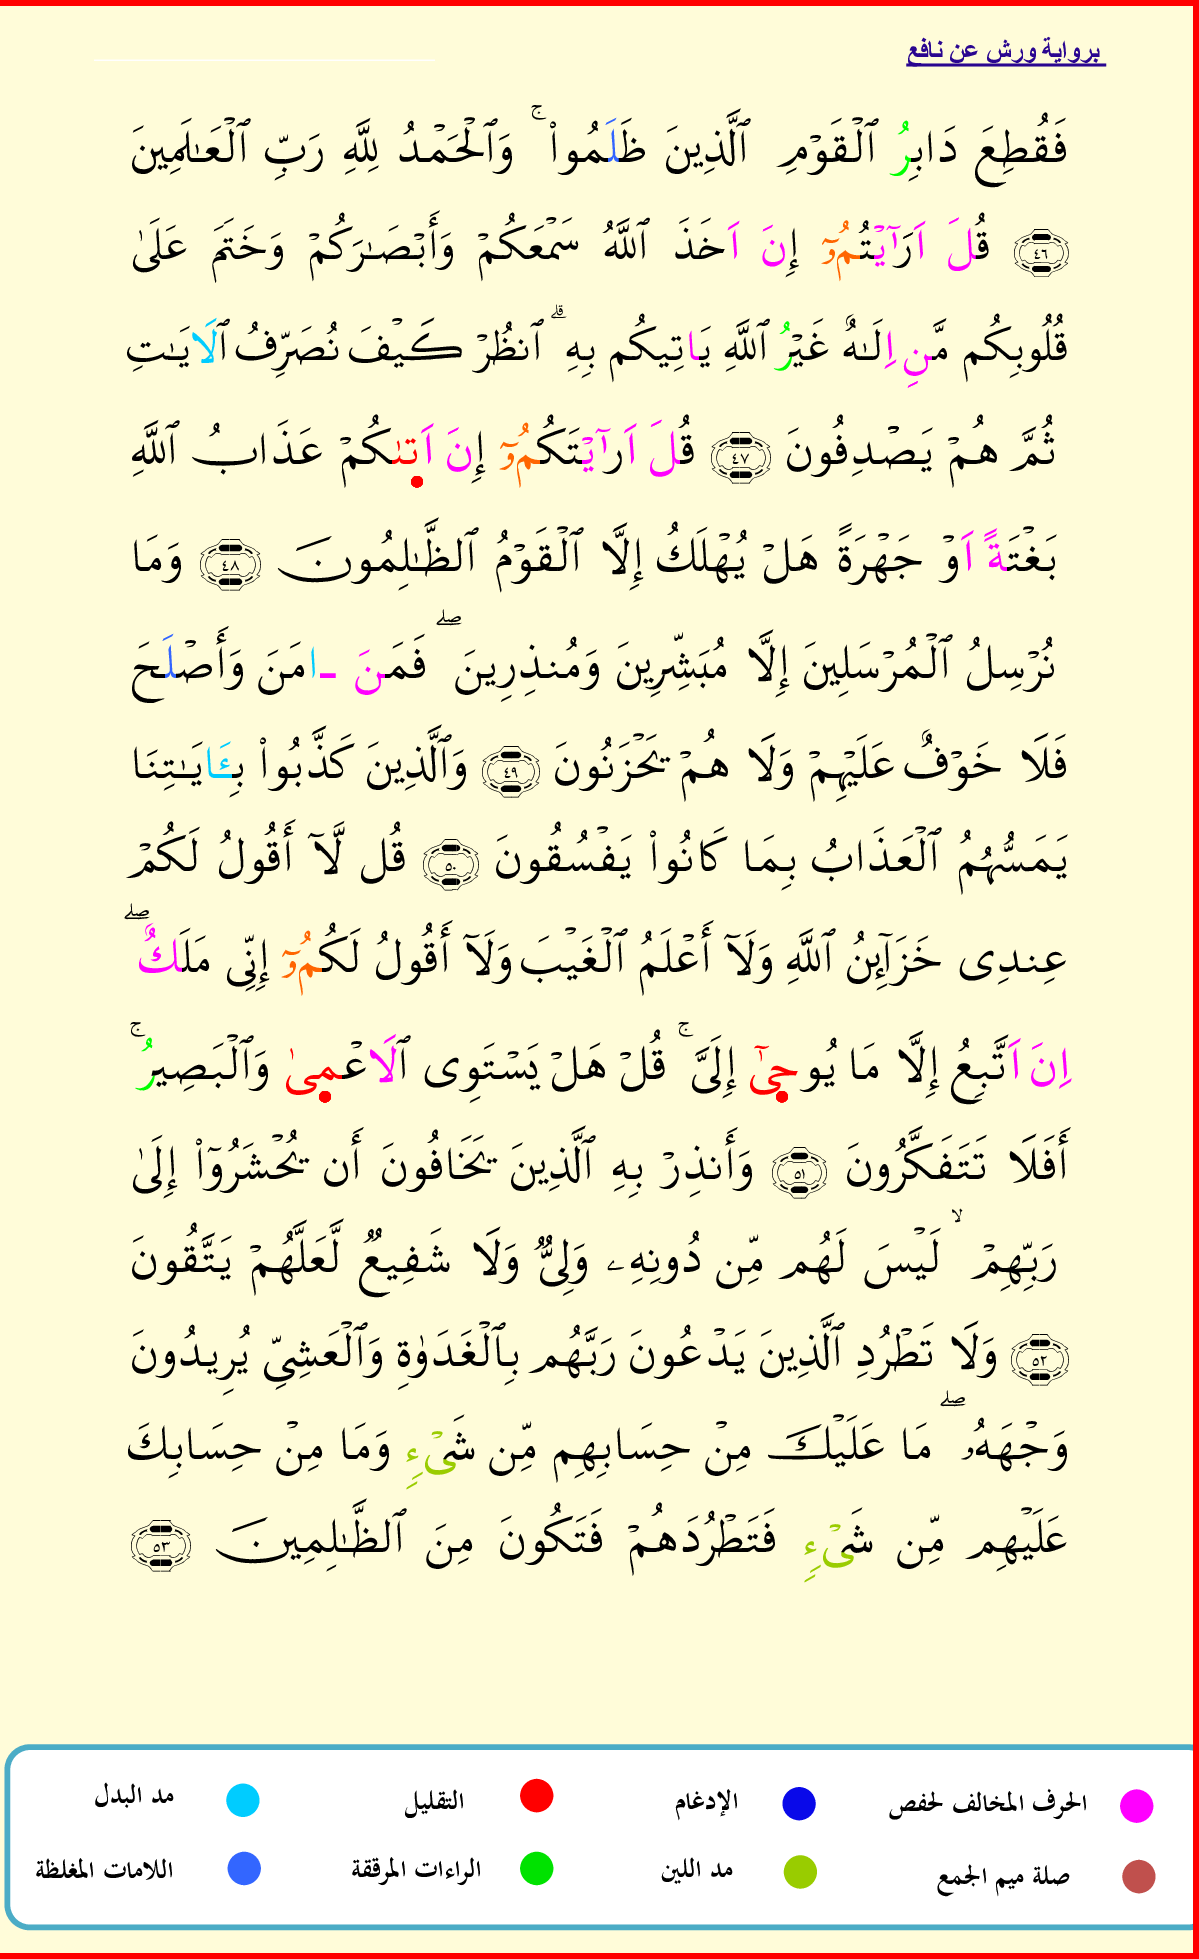 برواية ورش عن نافع
فَقُطِعَ دَابِرُ ٱلْقَوْمِ ٱلَّذِينَ ظَلَمُواْۚ وَٱلْحَمْدُ لِلَّهِ رَبِّ ٱلْعَٰلَمِينَ
٤٦ قُلَ اَرَٰٓيْتُمُۥٓ إِنَ اَخَذَ ٱللَّهُ سَمْعَكُمْ وَأَبْصَٰرَكُمْ وَخَتَمَ عَلَىٰ
قُلُوبِكُم مَّنِ اِلَٰهٌ غَيْرُ ٱللَّهِ يَاتِيكُم بِهِۗ ٱنظُرْ كَيْفَ نُصَرِّفُ ٱلَايَٰتِ
ثُمَّ هُمْ يَصْدِفُونَ ٤٧ قُلَ اَرَٰٓيْتَكُمُۥٓ إِنَ اَتىٰكُمْ عَذَابُ ٱللَّهِ
بَغْتَةً اَوْ جَهْرَةً هَلْ يُهْلَكُ إِلَّا ٱلْقَوْمُ ٱلظَّٰلِمُونَ ٤٨ وَمَا
نُرْسِلُ ٱلْمُرْسَلِينَ إِلَّا مُبَشِّرِينَ وَمُنذِرِينَۖ فَمَنَ ـامَنَ وَأَصْلَحَ
فَلَا خَوْفٌ عَلَيْهِمْ وَلَا هُمْ يَحْزَنُونَ ٤٩ وَٱلَّذِينَ كَذَّبُواْ بِـَٔايَٰتِنَا
يَمَسُّهُمُ ٱلْعَذَابُ بِمَا كَانُواْ يَفْسُقُونَ ٥٠ قُل لَّآ أَقُولُ لَكُمْ
عِندِى خَزَآئِنُ ٱللَّهِ وَلَآ أَعْلَمُ ٱلْغَيْبَ وَلَآ أَقُولُ لَكُمُۥٓ إِنِّى مَلَكٌۖ
اِنَ اَتَّبِعُ إِلَّا مَا يُوحىٰٓ إِلَىَّۚ قُلْ هَلْ يَسْتَوِى ٱلَاعْمىٰ وَٱلْبَصِيرُۚ
أَفَلَا تَتَفَكَّرُونَ ٥١ وَأَنذِرْ بِهِ ٱلَّذِينَ يَخَافُونَ أَن يُحْشَرُوٓاْ إِلَىٰ
رَبِّهِمْۙ لَيْسَ لَهُم مِّن دُونِهِۦ وَلِىٌّ وَلَا شَفِيعٌ لَّعَلَّهُمْ يَتَّقُونَ
٥٢ وَلَا تَطْرُدِ ٱلَّذِينَ يَدْعُونَ رَبَّهُم بِٱلْغَدَوٰةِ وَٱلْعَشِىِّ يُرِيدُونَ
وَجْهَهُۥۖ مَا عَلَيْكَ مِنْ حِسَابِهِم مِّن شَىْءٍ وَمَا مِنْ حِسَابِكَ
عَلَيْهِم مِّن شَىْءٍ فَتَطْرُدَهُمْ فَتَكُونَ مِنَ ٱلظَّٰلِمِينَ ٥٣
الحرف المخالف لحفص الإدغام التقليل مد البدل
صلة ميم الجمع مد اللين الراءات المرققة اللامات المغلظة